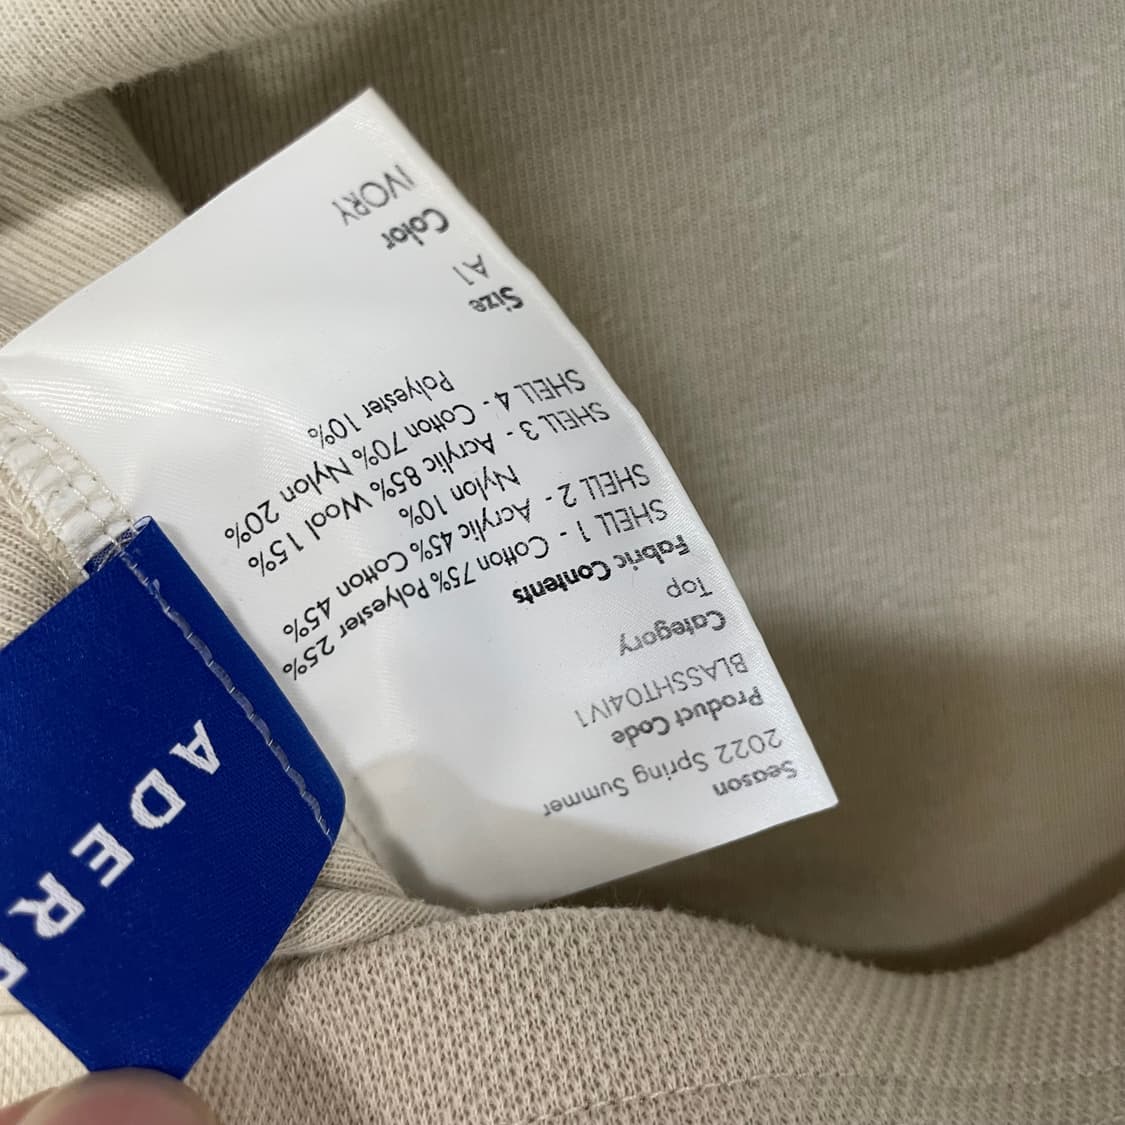 Season
2022 Spring Summer
Product Code
BLASSHT04IV1
Category
Top
Fabric Contents
SHELL 1 - Cotton 75% Polyester 25%
SHELL 2 - Acrylic 45% Cotton 45%
Nylon 10%
SHELL 3 - Acrylic 85% Wool 15%
SHELL 4 - Cotton 70% Nylon 20%
Polyester 10%
Size
A1
Color
IVORY
ADER